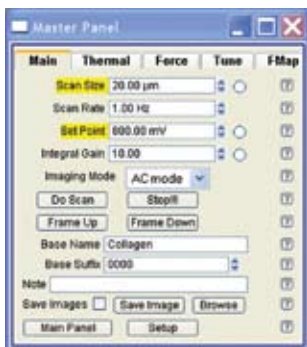 Master Panel
Main Thermal Force Tune FMap
Scan Size 20.00 µm
Scan Rate 1.00 Hz
Set Point 800.00 mV
Integral Gain 10.00
Imaging Mode AC mode
Do Scan Stop!!!
Frame Up Frame Down
Base Name Collagen
Base Suffix 0000
Note
Save Images Save Image Browse
Main Panel Setup